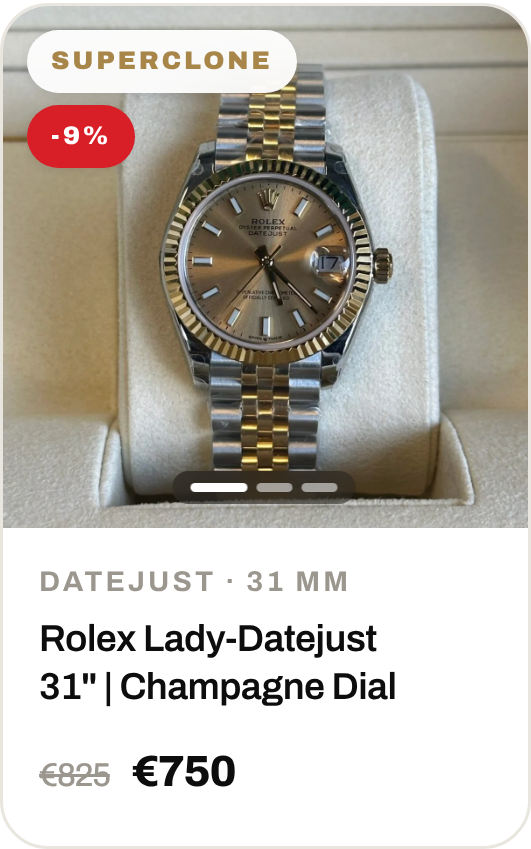 SUPERCLONE
-9%
ROLEX
OYSTER PERPETUAL
DATEJUST
17
DATEJUST · 31 MM
Rolex Lady-Datejust
31" | Champagne Dial
€825 €750